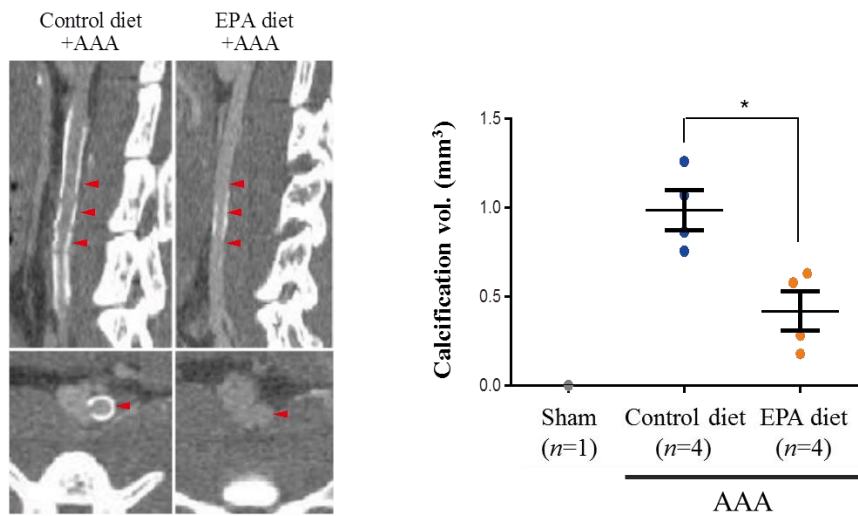 Control diet
+AAA
EPA diet
+AAA
Calcification vol. (mm³)
1.5
1.0
0.5
0.0
*
Sham
(n=1)
Control diet
(n=4)
EPA diet
(n=4)
AAA